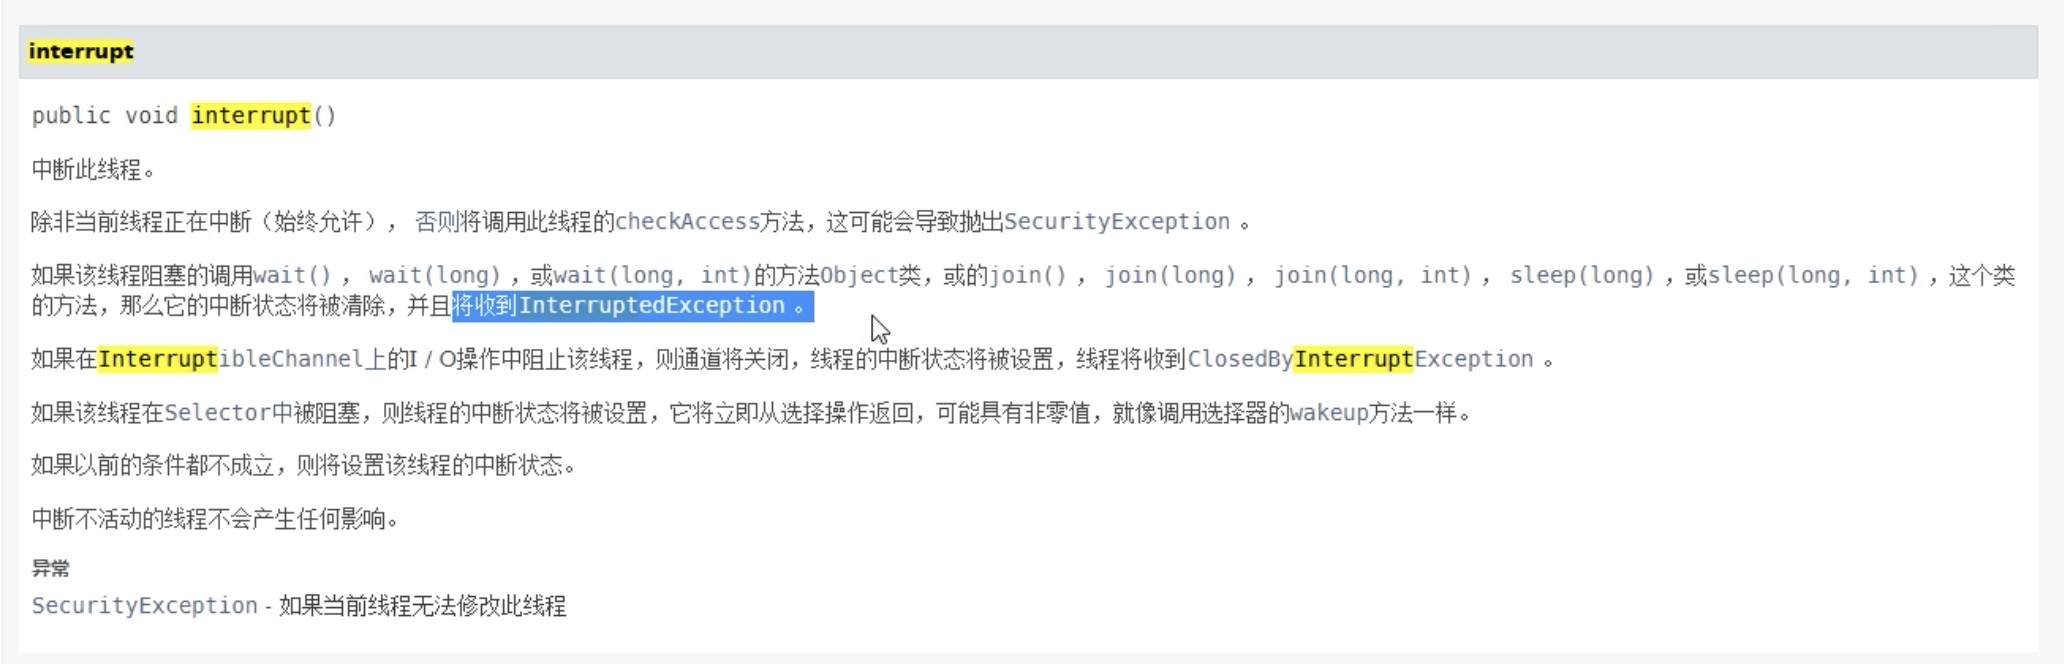 interrupt
public void interrupt()
中断此线程。
除非当前线程正在中断（始终允许）， 否则将调用此线程的checkAccess方法，这可能会导致抛出SecurityException 。
如果该线程阻塞的调用wait() ， wait(long) ，或wait(long, int)的方法Object类，或的join() ， join(long) ， join(long, int) ， sleep(long) ，或sleep(long, int) ，这个类
的方法，那么它的中断状态将被清除，并且将收到InterruptedException 。
如果在InterruptibleChannel上的I / O操作中阻止该线程，则通道将关闭，线程的中断状态将被设置，线程将收到ClosedByInterruptException 。
如果该线程在Selector中被阻塞，则线程的中断状态将被设置，它将立即从选择操作返回，可能具有非零值，就像调用选择器的wakeup方法一样。
如果以前的条件都不成立，则将设置该线程的中断状态。
中断不活动的线程不会产生任何影响。
异常
SecurityException - 如果当前线程无法修改此线程